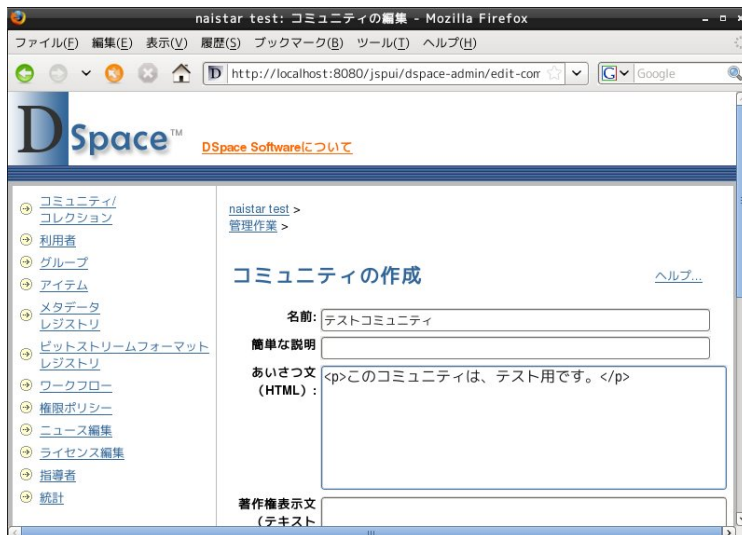 naistar test: コミュニティの編集 - Mozilla Firefox
ファイル(F) 編集(E) 表示(V) 履歴(S) ブックマーク(B) ツール(T) ヘルプ(H)
http://localhost:8080/jspui/dspace-admin/edit-com
Google
DSpace™
DSpace Softwareについて
コミュニティ/
コレクション
利用者
グループ
アイテム
メタデータ
レジストリ
ビットストリームフォーマット
レジストリ
ワークフロー
権限ポリシー
ニュース編集
ライセンス編集
指導者
統計
naistar test >
管理作業 >
コミュニティの作成
ヘルプ...
名前: テストコミュニティ
簡単な説明
あいさつ文 <p>このコミュニティは、テスト用です。</p>
(HTML):
著作権表示文
(テキスト